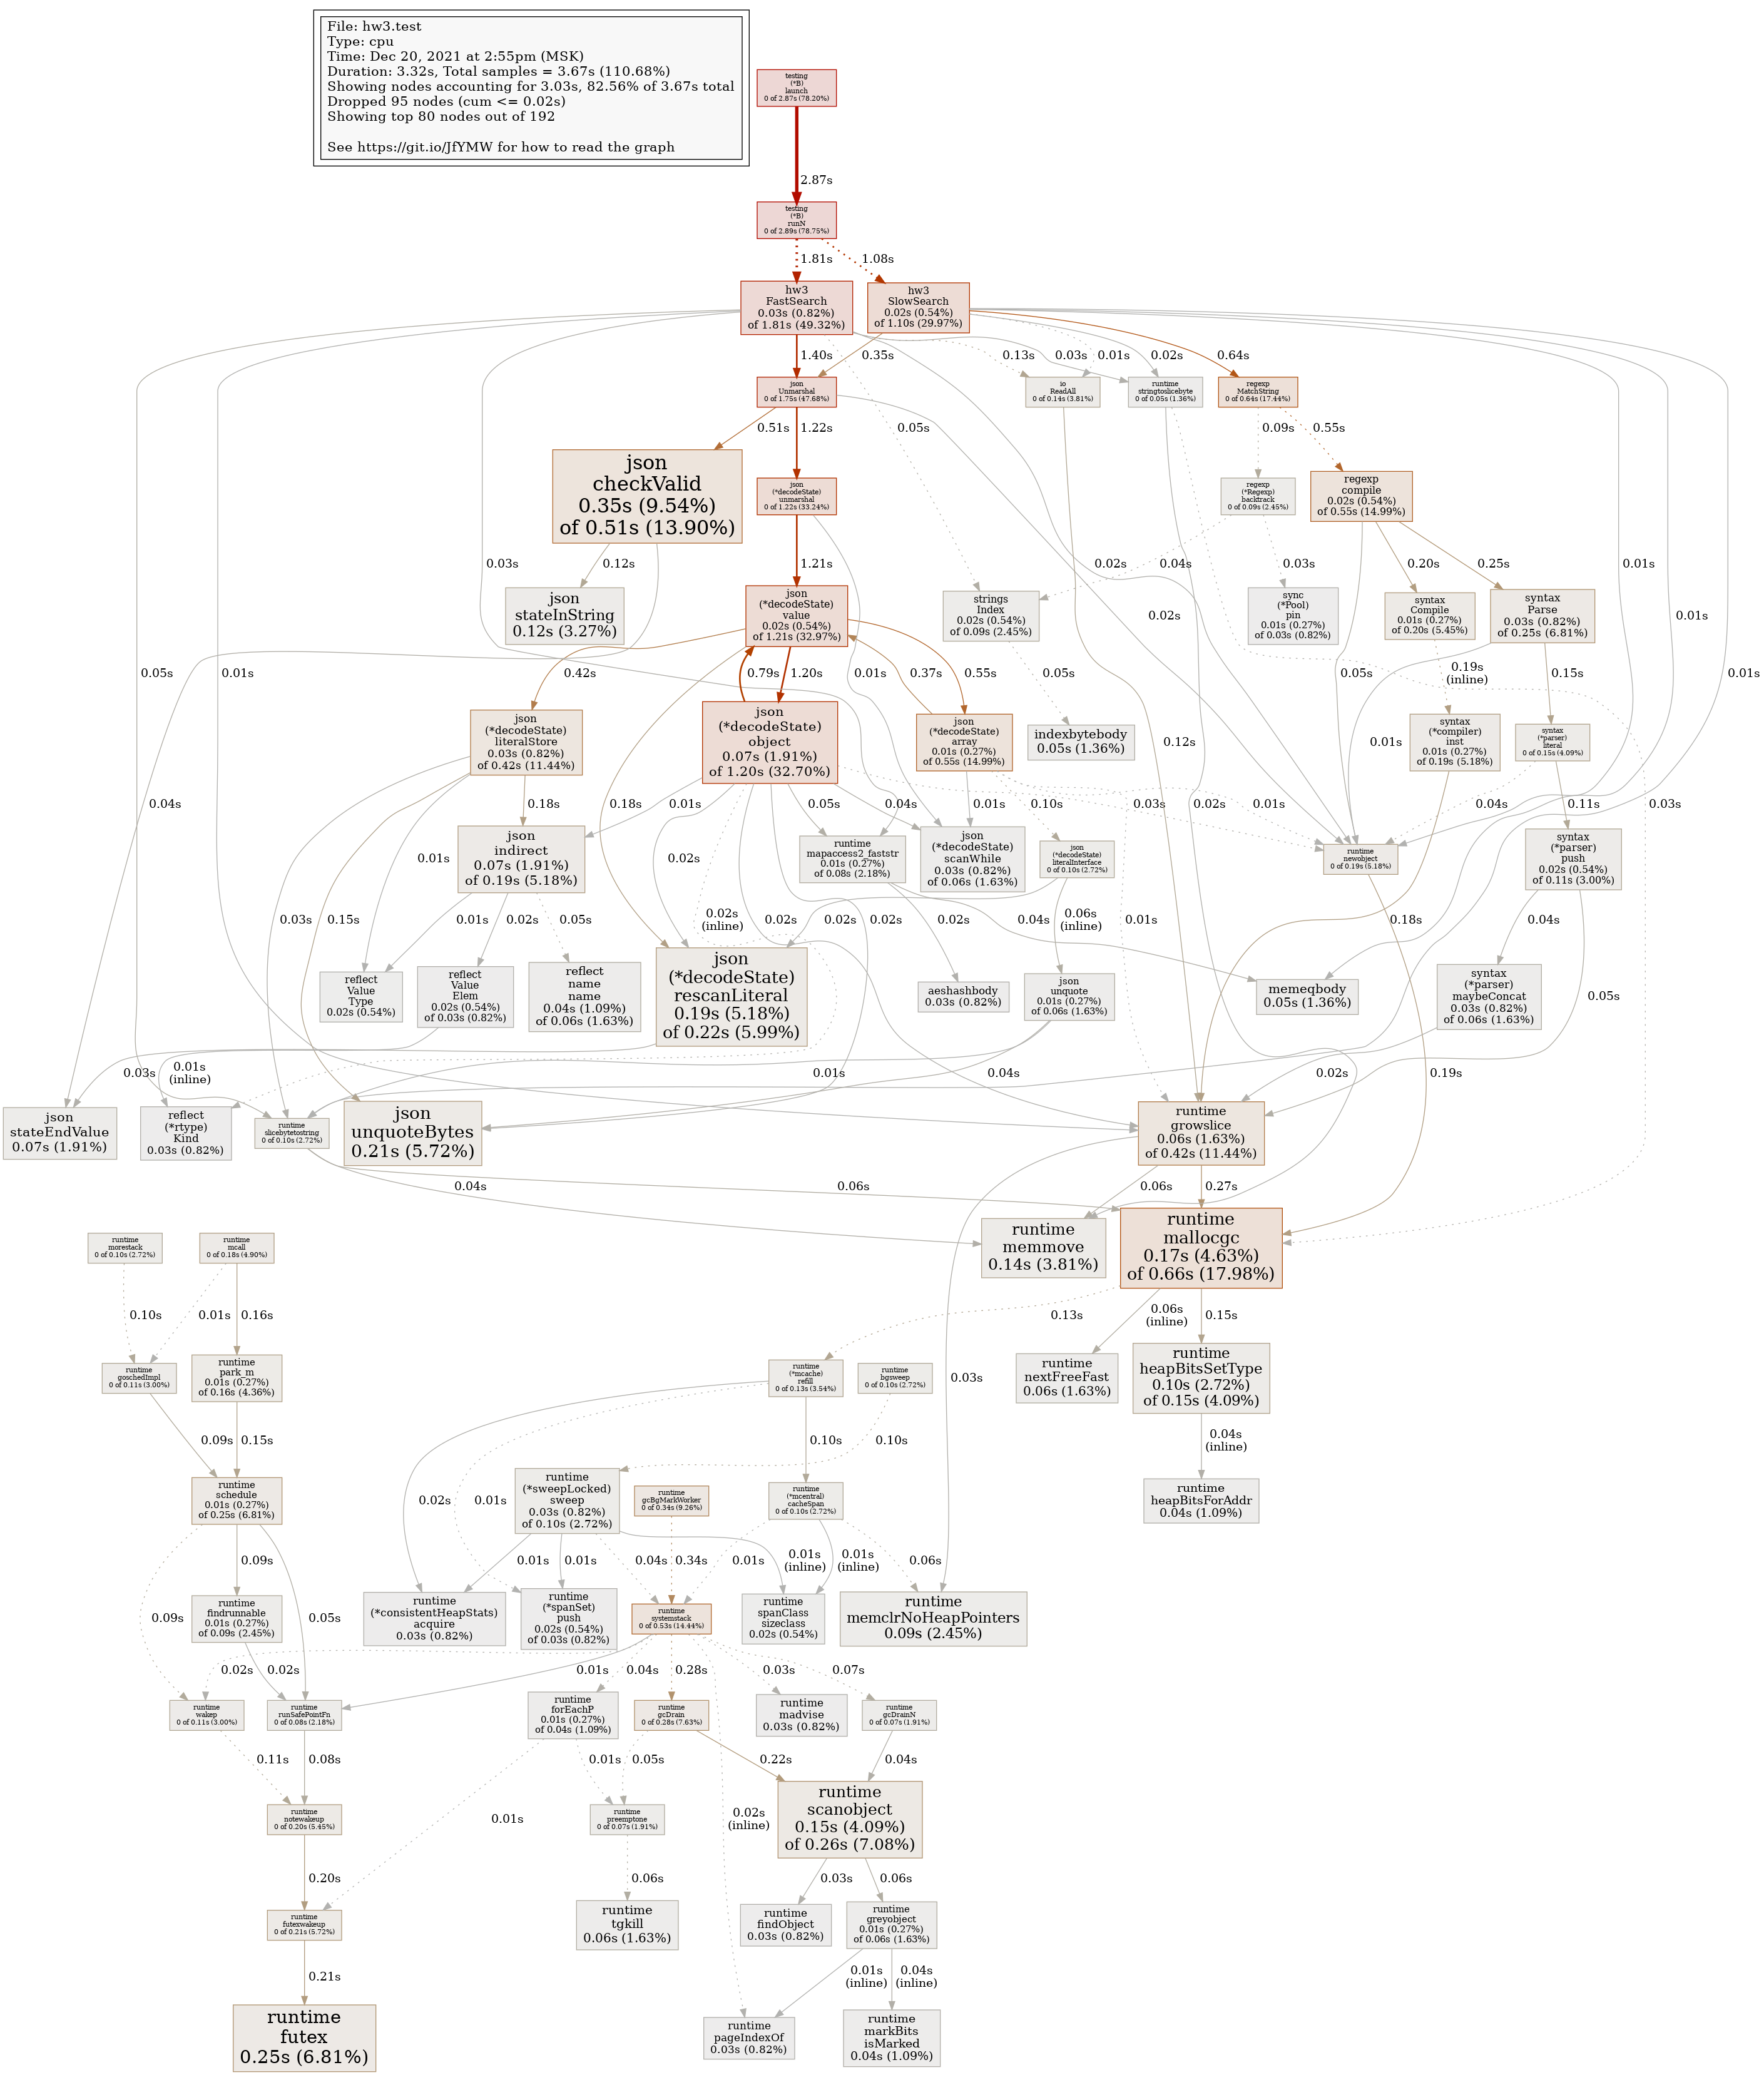 File: hw3.test
Type: cpu
Time: Dec 20, 2021 at 2:55pm (MSK)
Duration: 3.32s, Total samples = 3.67s (110.68%)
Showing nodes accounting for 3.03s, 82.56% of 3.67s total
Dropped 95 nodes (cum <= 0.02s)
Showing top 80 nodes out of 192
See https://git.io/JfYMW for how to read the graph
testing
(*B)
launch
0 of 2.87s (78.20%)
2.87s
testing
(*B)
runN
0 of 2.89s (78.75%)
1.81s
1.08s
hw3
FastSearch
0.03s (0.82%)
of 1.81s (49.32%)
hw3
SlowSearch
0.02s (0.54%)
of 1.10s (29.97%)
1.40s
0.35s
0.13s
0.03s
0.01s
0.02s
0.64s
json
Unmarshal
0 of 1.75s (47.68%)
io
ReadAll
0 of 0.14s (3.81%)
runtime
stringtoslicebyte
0 of 0.05s (1.36%)
regexp
MatchString
0 of 0.64s (17.44%)
0.51s
1.22s
0.05s
0.09s
0.55s
json
checkValid
0.35s (9.54%)
of 0.51s (13.90%)
json
(*decodeState)
unmarshal
0 of 1.22s (33.24%)
regexp
(*Regexp)
backtrack
0 of 0.09s (2.45%)
regexp
compile
0.02s (0.54%)
of 0.55s (14.99%)
0.03s
0.12s
1.21s
0.02s
0.04s
0.03s
0.20s
0.25s
0.01s
json
stateInString
0.12s (3.27%)
json
(*decodeState)
value
0.02s (0.54%)
of 1.21s (32.97%)
strings
Index
0.02s (0.54%)
of 0.09s (2.45%)
sync
(*Pool)
pin
0.01s (0.27%)
of 0.03s (0.82%)
syntax
Compile
0.01s (0.27%)
of 0.20s (5.45%)
syntax
Parse
0.03s (0.82%)
of 0.25s (6.81%)
0.02s
0.01s
0.05s
0.01s
0.42s
0.79s
1.20s
0.01s
0.37s
0.55s
0.05s
0.05s
0.19s
(inline)
0.15s
0.01s
json
(*decodeState)
literalStore
0.03s (0.82%)
of 0.42s (11.44%)
json
(*decodeState)
object
0.07s (1.91%)
of 1.20s (32.70%)
json
(*decodeState)
array
0.01s (0.27%)
of 0.55s (14.99%)
indexbytebody
0.05s (1.36%)
0.12s
0.01s
syntax
(*compiler)
inst
0.01s (0.27%)
of 0.19s (5.18%)
syntax
(*parser)
literal
0 of 0.15s (4.09%)
0.04s
0.18s
0.18s
0.01s
0.05s
0.04s
0.01s
0.10s
0.03s
0.01s
0.02s
0.04s
0.11s
0.03s
0.01s
json
indirect
0.07s (1.91%)
of 0.19s (5.18%)
0.02s
runtime
mapaccess2_faststr
0.01s (0.27%)
of 0.08s (2.18%)
json
(*decodeState)
scanWhile
0.03s (0.82%)
of 0.06s (1.63%)
json
(*decodeState)
literalInterface
0 of 0.10s (2.72%)
runtime
newobject
0 of 0.19s (5.18%)
syntax
(*parser)
push
0.02s (0.54%)
of 0.11s (3.00%)
0.03s
0.15s
0.01s
0.02s
0.05s
0.02s
(inline)
0.02s
0.02s
0.02s
0.02s
0.04s
0.06s
(inline)
0.01s
0.18s
0.04s
reflect
Value
Type
0.02s (0.54%)
reflect
Value
Elem
0.02s (0.54%)
of 0.03s (0.82%)
reflect
name
name
0.04s (1.09%)
of 0.06s (1.63%)
json
(*decodeState)
rescanLiteral
0.19s (5.18%)
of 0.22s (5.99%)
aeshashbody
0.03s (0.82%)
json
unquote
0.01s (0.27%)
of 0.06s (1.63%)
memeqbody
0.05s (1.36%)
syntax
(*parser)
maybeConcat
0.03s (0.82%)
of 0.06s (1.63%)
0.05s
0.03s
0.01s
(inline)
0.01s
0.04s
0.02s
0.19s
json
stateEndValue
0.07s (1.91%)
reflect
(*rtype)
Kind
0.03s (0.82%)
runtime
slicebytetostring
0 of 0.10s (2.72%)
json
unquoteBytes
0.21s (5.72%)
runtime
growslice
0.06s (1.63%)
of 0.42s (11.44%)
0.04s
0.06s
0.06s
0.27s
runtime
morestack
0 of 0.10s (2.72%)
runtime
mcall
0 of 0.18s (4.90%)
runtime
memmove
0.14s (3.81%)
runtime
mallocgc
0.17s (4.63%)
of 0.66s (17.98%)
0.10s
0.01s
0.16s
0.13s
0.06s
(inline)
0.15s
runtime
goschedImpl
0 of 0.11s (3.00%)
runtime
park_m
0.01s (0.27%)
of 0.16s (4.36%)
runtime
(*mcache)
refill
0 of 0.13s (3.54%)
runtime
bgsweep
0 of 0.10s (2.72%)
0.03s
runtime
nextFreeFast
0.06s (1.63%)
runtime
heapBitsSetType
0.10s (2.72%)
of 0.15s (4.09%)
0.09s
0.15s
0.10s
0.10s
0.04s
(inline)
runtime
schedule
0.01s (0.27%)
of 0.25s (6.81%)
0.02s
0.01s
runtime
(*sweepLocked)
sweep
0.03s (0.82%)
of 0.10s (2.72%)
runtime
gcBgMarkWorker
0 of 0.34s (9.26%)
runtime
(*mcentral)
cacheSpan
0 of 0.10s (2.72%)
runtime
heapBitsForAddr
0.04s (1.09%)
0.09s
0.01s
0.01s
0.04s
0.34s
0.01s
0.01s
(inline)
0.01s
(inline)
0.06s
0.09s
runtime
findrunnable
0.01s (0.27%)
of 0.09s (2.45%)
0.05s
runtime
(*consistentHeapStats)
acquire
0.03s (0.82%)
runtime
(*spanSet)
push
0.02s (0.54%)
of 0.03s (0.82%)
runtime
systemstack
0 of 0.53s (14.44%)
runtime
spanClass
sizeclass
0.02s (0.54%)
runtime
memclrNoHeapPointers
0.09s (2.45%)
0.02s
0.02s
0.01s
0.04s
0.28s
0.03s
0.07s
runtime
wakep
0 of 0.11s (3.00%)
runtime
runSafePointFn
0 of 0.08s (2.18%)
runtime
forEachP
0.01s (0.27%)
of 0.04s (1.09%)
runtime
gcDrain
0 of 0.28s (7.63%)
runtime
madvise
0.03s (0.82%)
runtime
gcDrainN
0 of 0.07s (1.91%)
0.11s
0.08s
0.01s
0.05s
0.22s
0.04s
runtime
notewakeup
0 of 0.20s (5.45%)
0.01s
runtime
preemptone
0 of 0.07s (1.91%)
0.02s
(inline)
runtime
scanobject
0.15s (4.09%)
of 0.26s (7.08%)
0.20s
0.06s
0.03s
0.06s
runtime
futexwakeup
0 of 0.21s (5.72%)
runtime
tgkill
0.06s (1.63%)
runtime
findObject
0.03s (0.82%)
runtime
greyobject
0.01s (0.27%)
of 0.06s (1.63%)
0.21s
0.01s
(inline)
0.04s
(inline)
runtime
futex
0.25s (6.81%)
runtime
pageIndexOf
0.03s (0.82%)
runtime
markBits
isMarked
0.04s (1.09%)